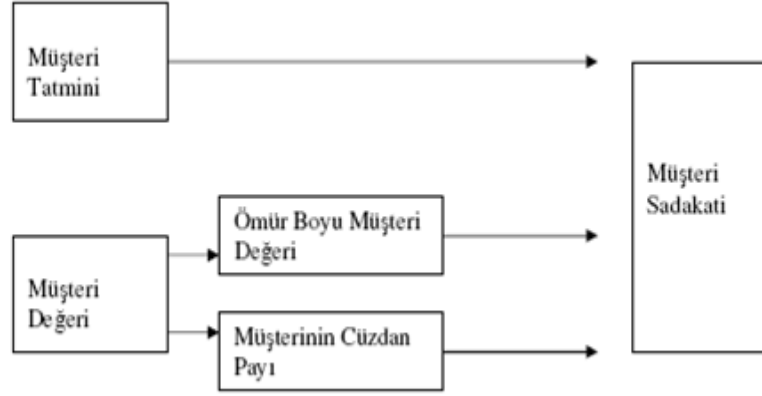 Müşteri
Tatmini
Ömür Boyu Müşteri
Değeri
Müşteri
Değeri
Müşterinin Cüzdan
Payı
Müşteri
Sadakati